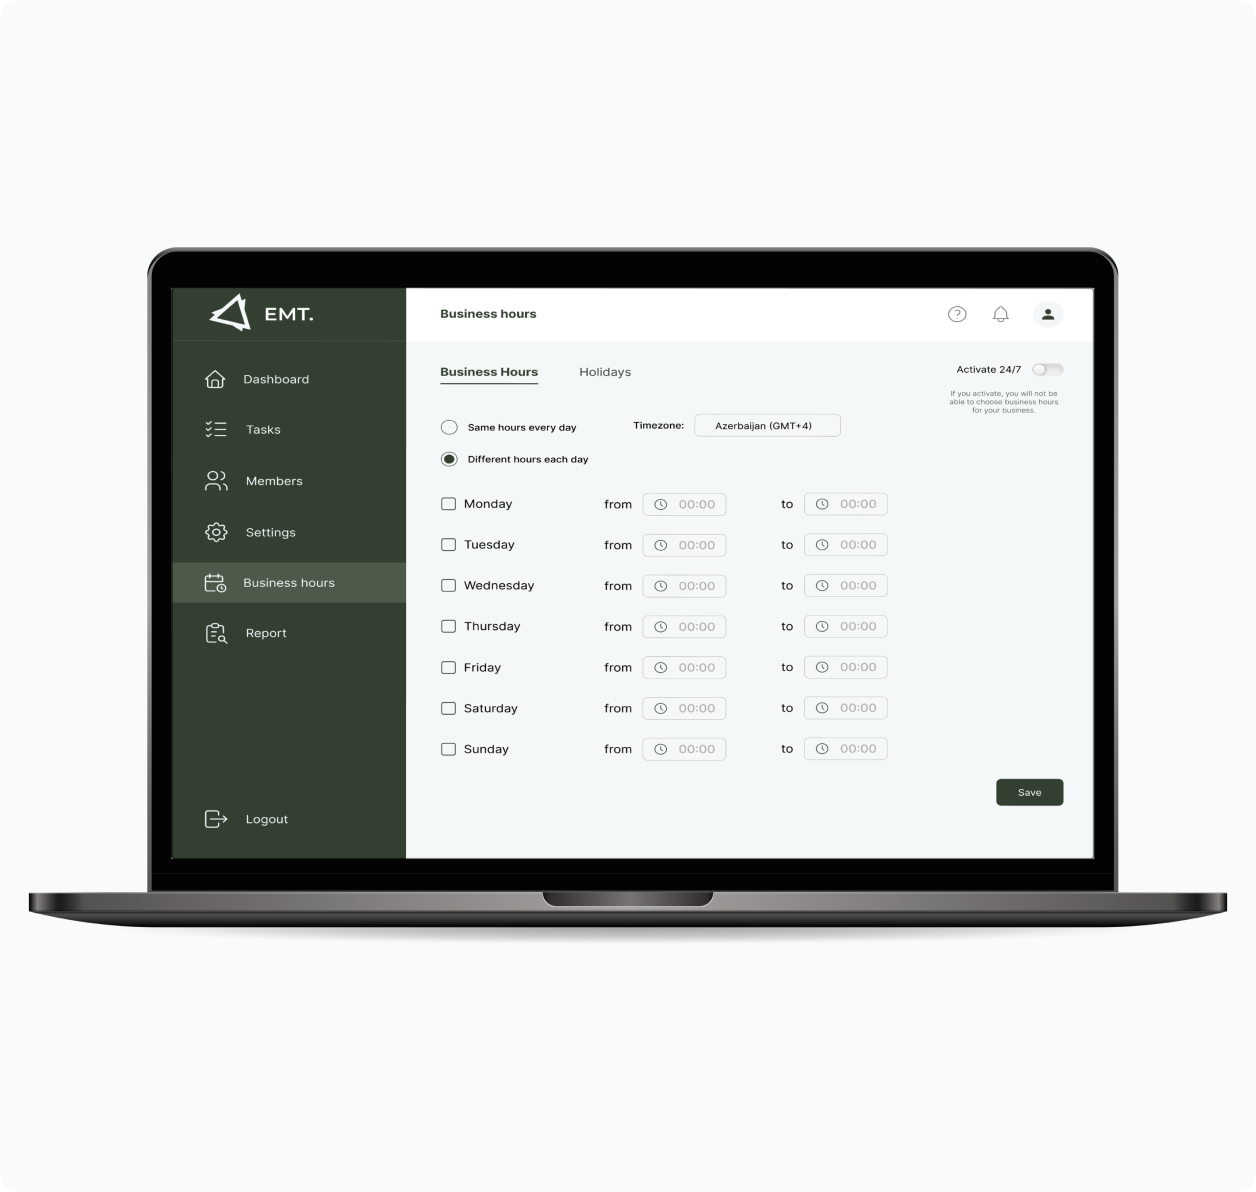 EMT.
Business hours
Dashboard
Tasks
Members
Settings
Business hours
Report
Logout
Business Hours
Holidays
Activate 24/7
If you activate, you will not be
able to choose business hours
for your business.
Same hours every day
Timezone:
Azerbaijan (GMT+4)
Different hours each day
Monday from 00:00 to 00:00
Tuesday from 00:00 to 00:00
Wednesday from 00:00 to 00:00
Thursday from 00:00 to 00:00
Friday from 00:00 to 00:00
Saturday from 00:00 to 00:00
Sunday from 00:00 to 00:00
Save